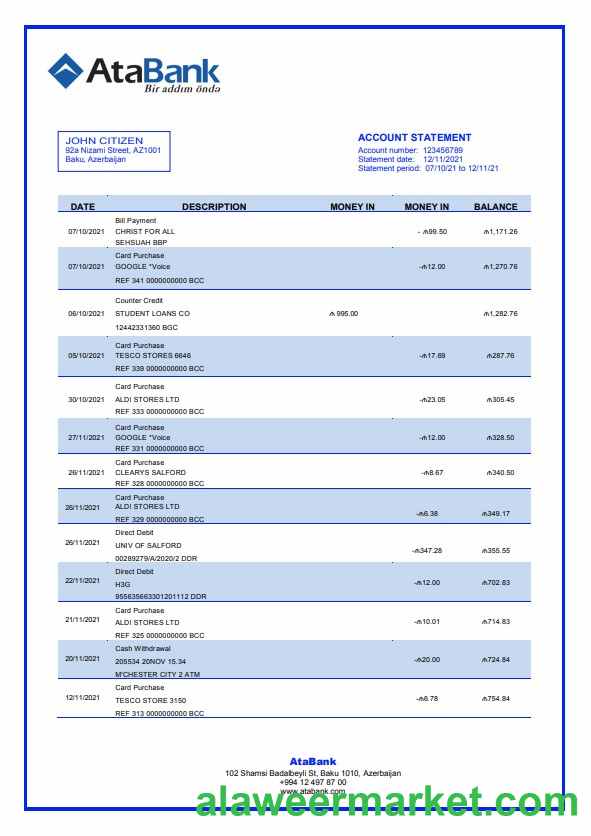 AtaBank
Bir addım öndə
JOHN CITIZEN
92a Nizami Street, AZ1001
Baku, Azerbaijan
ACCOUNT STATEMENT
Account number: 123456789
Statement date: 12/11/2021
Statement period: 07/10/21 to 12/11/21
DATE DESCRIPTION MONEY IN MONEY IN BALANCE
Bill Payment
07/10/2021 CHRIST FOR ALL - ₼99.50 ₼1,171.26
SEHSUAH BBP
Card Purchase
07/10/2021 GOOGLE *Voice -₼12.00 ₼1,270.76
REF 341 0000000000 BCC
Counter Credit
06/10/2021 STUDENT LOANS CO ₼ 995.00 ₼1,282.76
12442331360 BGC
Card Purchase
05/10/2021 TESCO STORES 6646 -₼17.69 ₼287.76
REF 339 0000000000 BCC
Card Purchase
30/10/2021 ALDI STORES LTD -₼23.05 ₼305.45
REF 333 0000000000 BCC
Card Purchase
27/11/2021 GOOGLE *Voice -₼12.00 ₼328.50
REF 331 0000000000 BCC
Card Purchase
26/11/2021 CLEARYS SALFORD -₼8.67 ₼340.50
REF 328 0000000000 BCC
Card Purchase
26/11/2021 ALDI STORES LTD -₼6.38 ₼349.17
REF 329 0000000000 BCC
Direct Debit
26/11/2021 UNIV OF SALFORD -₼347.28 ₼355.55
00289279/A/2020/2 DDR
Direct Debit
22/11/2021 H3G -₼12.00 ₼702.83
955635663301201112 DDR
Card Purchase
21/11/2021 ALDI STORES LTD -₼10.01 ₼714.83
REF 325 0000000000 BCC
Cash Withdrawal
20/11/2021 205534 20NOV 15.34 -₼20.00 ₼724.84
M'CHESTER CITY 2 ATM
Card Purchase
12/11/2021 TESCO STORE 3150 -₼6.78 ₼754.84
REF 313 0000000000 BCC
AtaBank
102 Shamsi Badalbeyli St, Baku 1010, Azerbaijan
+994 12 497 87 00
www.atabank.com
alaweermarket.com